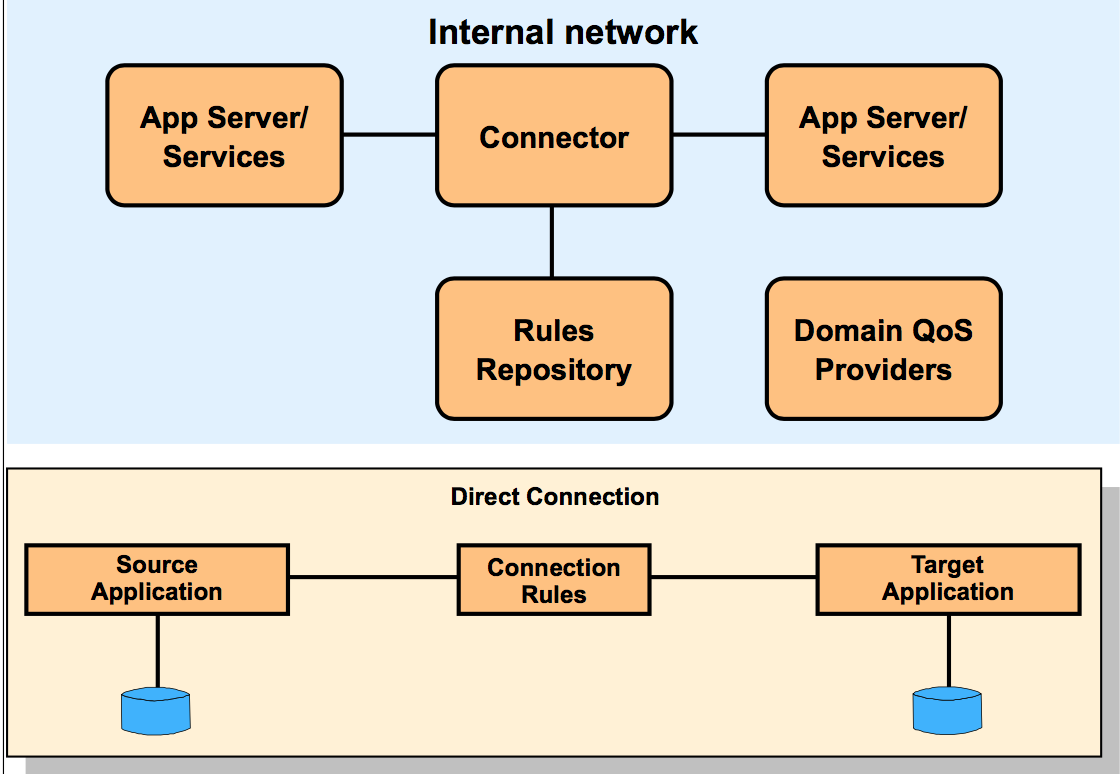 Internal network
App Server/
Services
Connector
App Server/
Services
Rules
Repository
Domain QoS
Providers
Direct Connection
Source
Application
Connection
Rules
Target
Application